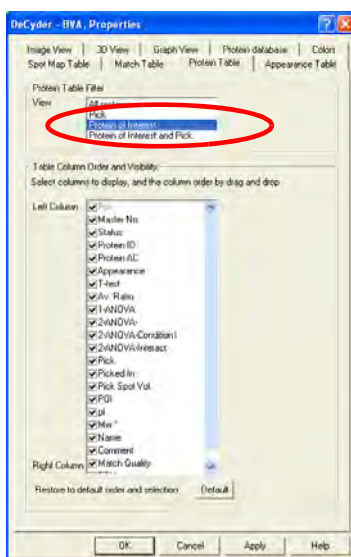 DeCyder - BVA, Properties
Image View 3D View Graph View Protein database Colors
Spot Map Table Match Table Protein Table Appearance Table
Protein Table Filter
View
Pick
Protein of Interest
Protein of Interest and Pick
Table Column Order and Visibility
Select columns to display, and the column order by drag and drop
Left Column
Pos
Master No.
Status
Protein ID
Protein AC
Appearance
T-test
Av. Ratio
1-ANOVA
2-ANOVA-
2-ANOVA-Condition1
2-ANOVA-Interact
Pick
Picked In
Pick Spot Vol.
POI
pI
Mw
Name
Comment
Right Column Match Quality
Restore to default order and selection: Default
OK Cancel Apply Help